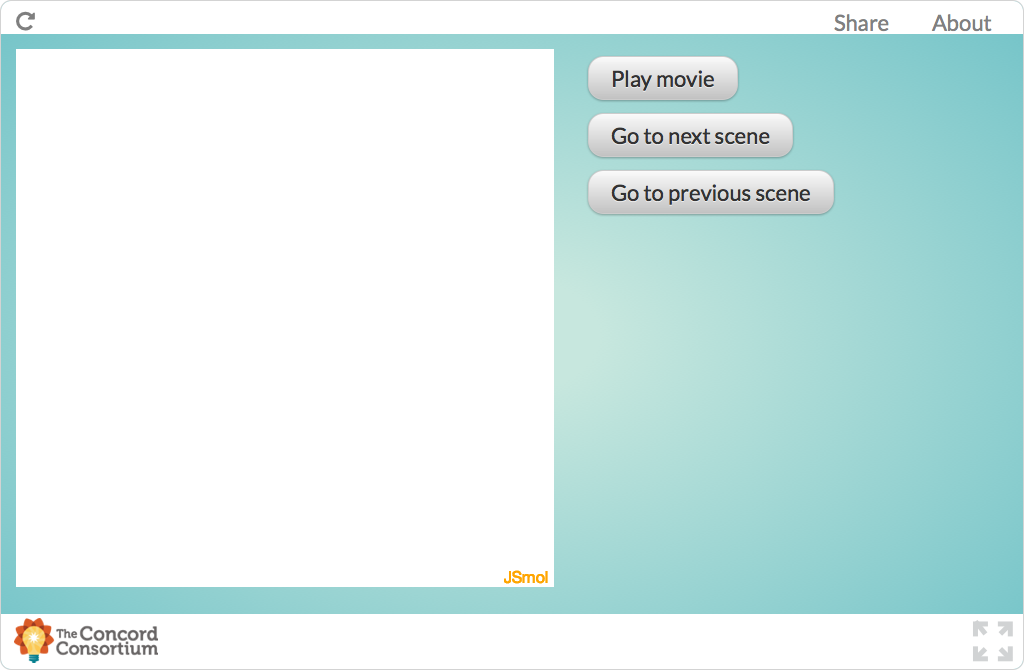 Share About
Play movie
Go to next scene
Go to previous scene
JSmol
The Concord
Consortium